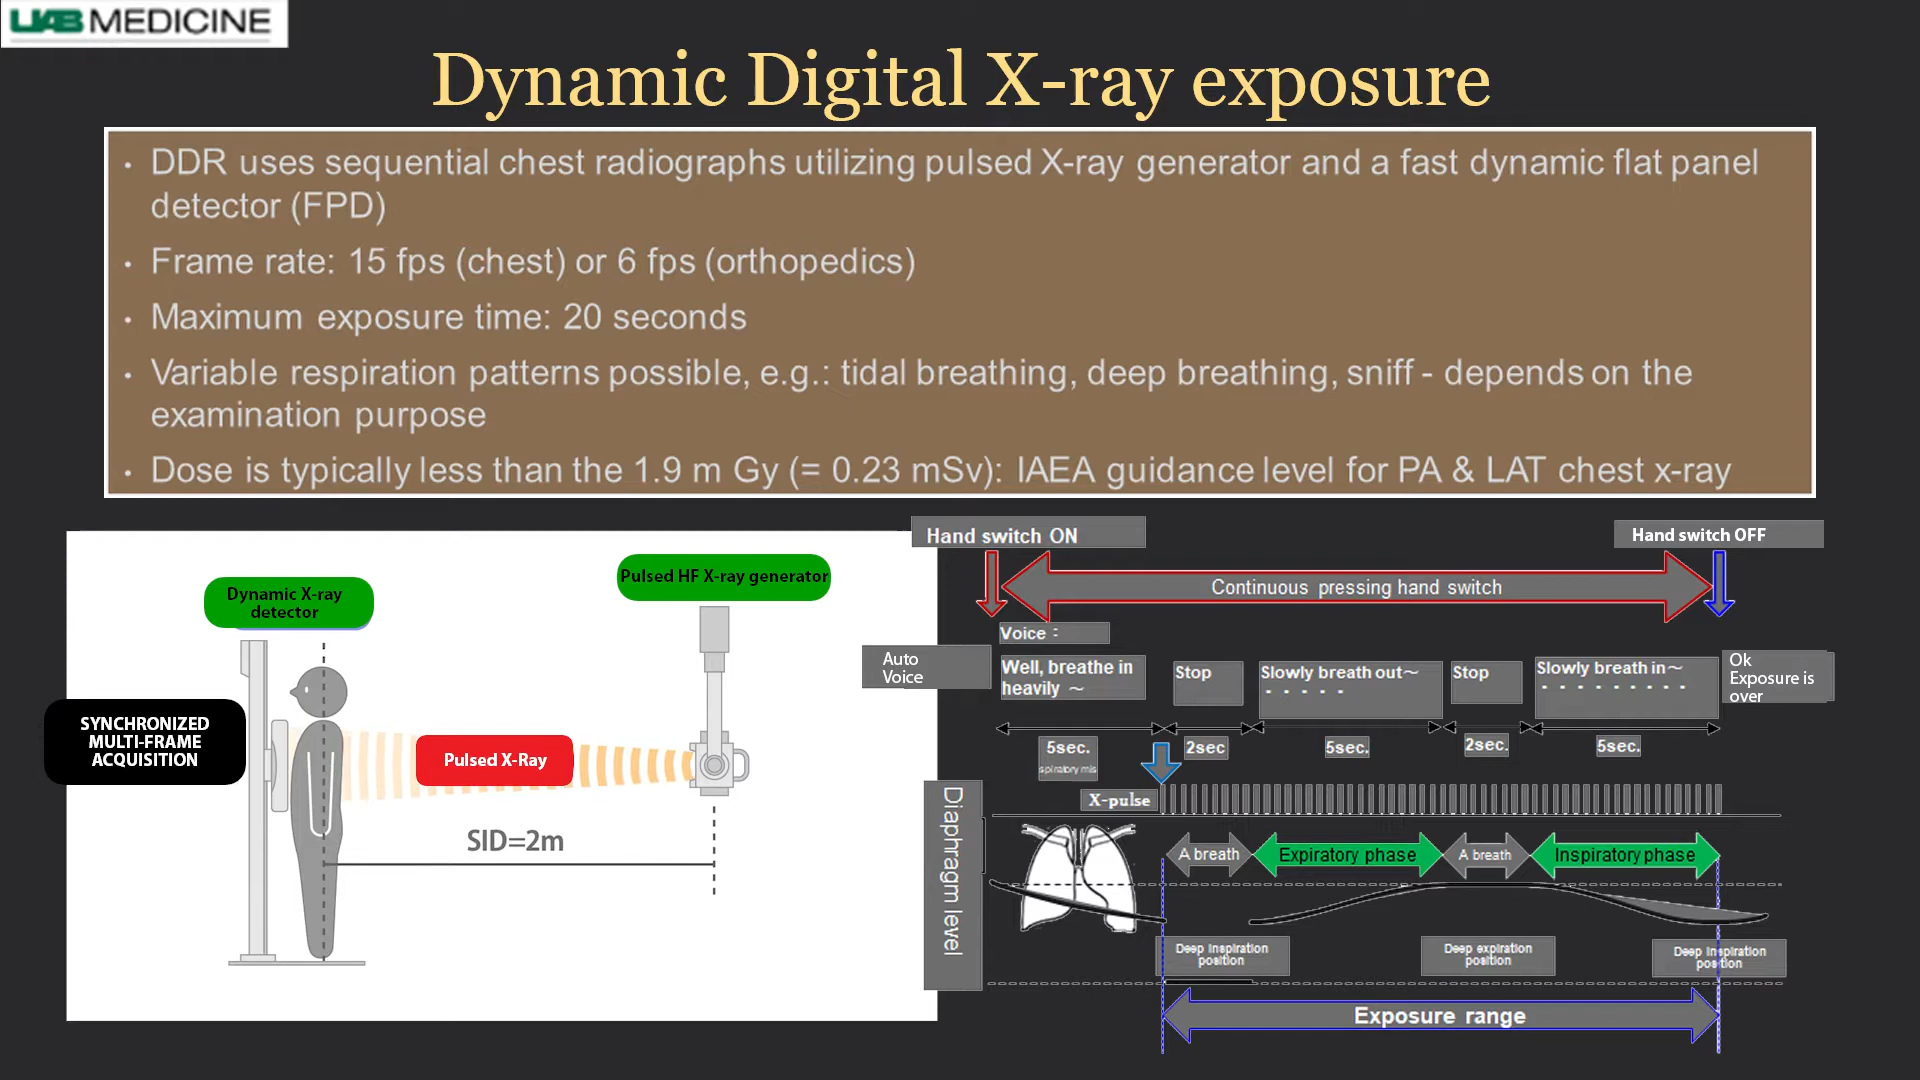 UAB MEDICINE
Dynamic Digital X-ray exposure
• DDR uses sequential chest radiographs utilizing pulsed X-ray generator and a fast dynamic flat panel
detector (FPD)
• Frame rate: 15 fps (chest) or 6 fps (orthopedics)
• Maximum exposure time: 20 seconds
• Variable respiration patterns possible, e.g.: tidal breathing, deep breathing, sniff - depends on the
examination purpose
• Dose is typically less than the 1.9 m Gy (= 0.23 mSv): IAEA guidance level for PA & LAT chest x-ray
Dynamic X-ray
detector
Pulsed HF X-ray generator
SYNCHRONIZED
MULTI-FRAME
ACQUISITION
Pulsed X-Ray
SID=2m
Hand switch ON
Hand switch OFF
Continuous pressing hand switch
Voice :
Auto
Voice
Well, breathe in
heavily ~
Stop
Slowly breath out~
- - - - -
Stop
Slowly breath in~
- - - - - - - - -
Ok
Exposure is
over
5sec.
2sec
5sec.
2sec.
5sec.
X-pulse
Diaphragm level
A breath
Expiratory phase
A breath
Inspiratory phase
Deep inspiration
position
Deep expiration
position
Deep inspiration
position
Exposure range